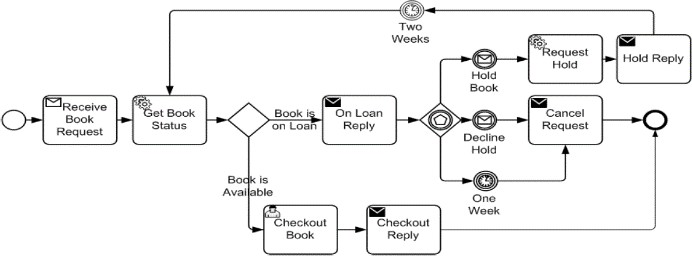 Two
Weeks
Receive
Book
Request
Get Book
Status
Book is
on Loan
On Loan
Reply
Hold
Book
Request
Hold
Hold Reply
Decline
Hold
Cancel
Request
One
Week
Book is
Available
Checkout
Book
Checkout
Reply